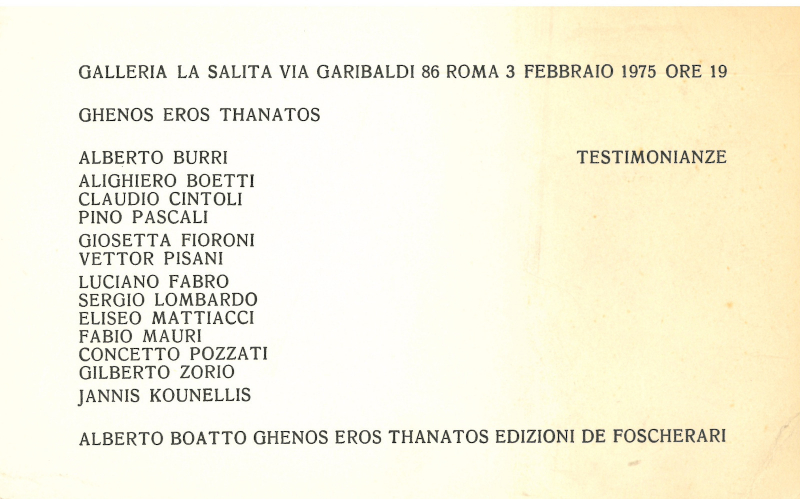 GALLERIA LA SALITA VIA GARIBALDI 86 ROMA 3 FEBBRAIO 1975 ORE 19
GHENOS EROS THANATOS
ALBERTO BURRI TESTIMONIANZE
ALIGHIERO BOETTI
CLAUDIO CINTOLI
PINO PASCALI
GIOSETTA FIORONI
VETTOR PISANI
LUCIANO FABRO
SERGIO LOMBARDO
ELISEO MATTIACCI
FABIO MAURI
CONCETTO POZZATI
GILBERTO ZORIO
JANNIS KOUNELLIS
ALBERTO BOATTO GHENOS EROS THANATOS EDIZIONI DE FOSCHERARI